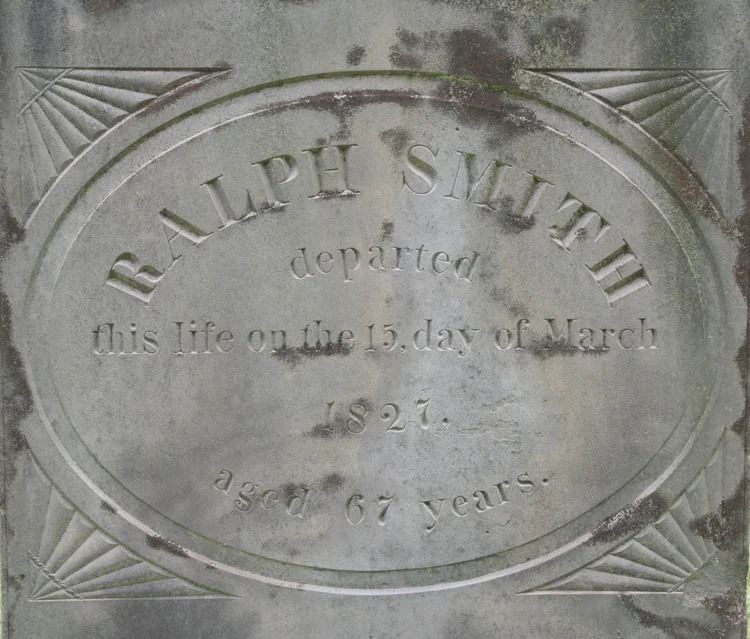 RALPH SMITH
departed
this life on the 15, day of March
1827.
aged 67 years.